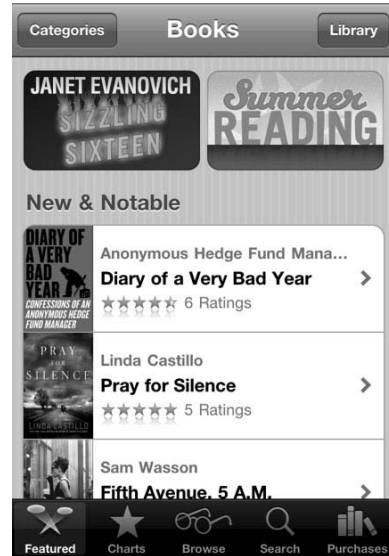 Categories
Books
Library
JANET EVANOVICH
SIZZLING
SIXTEEN
Summer
READING
New & Notable
DIARY OF
A VERY
BAD
YEAR
CONFESSIONS OF AN
ANONYMOUS HEDGE
FUND MANAGER
Anonymous Hedge Fund Mana...
Diary of a Very Bad Year
6 Ratings
PRAY
FOR
SILENCE
LINDA CASTILLO
Linda Castillo
Pray for Silence
5 Ratings
Sam Wasson
Fifth Avenue, 5 A.M.
Featured
Charts
Browse
Search
Purchases